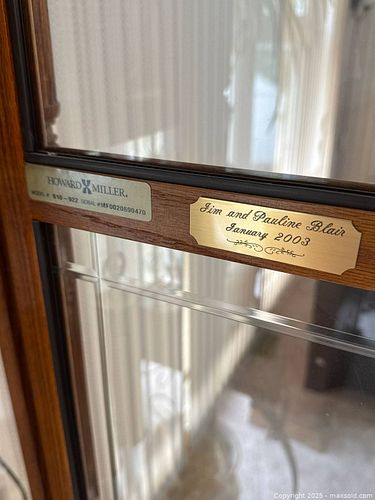 HOWARD MILLER®
MODEL # 610-922 SERIAL #MF0020690470
Jim and Pauline Blair
January 2003
Copyright 2025 - maxsold.com